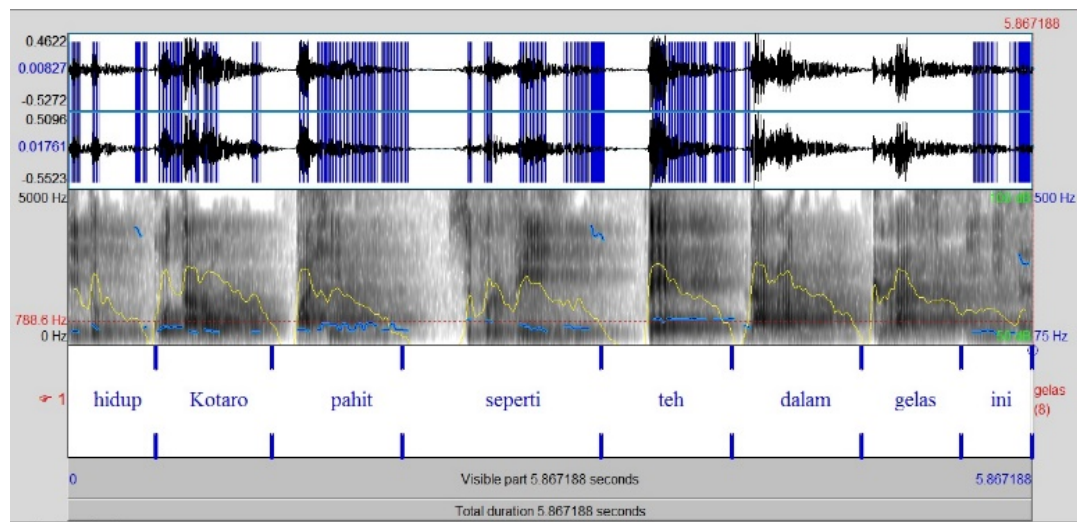 5.867188
0.4622
0.00827
-0.5272
0.5096
0.01761
-0.5523
5000 Hz
500 Hz
788.6 Hz
0 Hz
75 Hz
☞ 1 hidup Kotaro pahit seperti teh dalam gelas ini gelas
(8)
0 Visible part 5.867188 seconds 5.867188
Total duration 5.867188 seconds